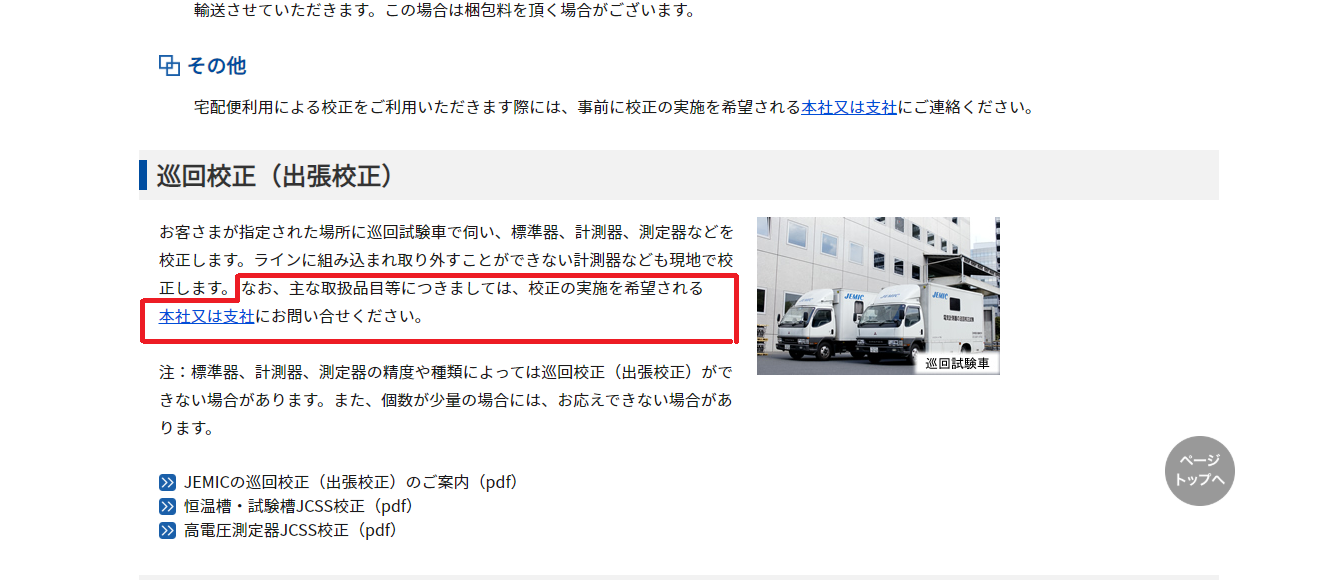 輸送させていただきます。この場合は梱包料を頂く場合がございます。
その他
宅配便利用による校正をご利用いただきます際には、事前に校正の実施を希望される本社又は支社にご連絡ください。
巡回校正（出張校正）
お客さまが指定された場所に巡回試験車で伺い、標準器、計測器、測定器などを
校正します。ラインに組み込まれ取り外すことができない計測器なども現地で校
正します。なお、主な取扱品目等につきましては、校正の実施を希望される
本社又は支社にお問い合せください。
JEMIC
JEMIC
巡回試験車
注：標準器、計測器、測定器の精度や種類によっては巡回校正（出張校正）がで
きない場合があります。また、個数が少量の場合には、お応えできない場合があ
ります。
ページ
トップへ
JEMICの巡回校正（出張校正）のご案内（pdf）
恒温槽・試験槽JCSS校正（pdf）
高電圧測定器JCSS校正（pdf）